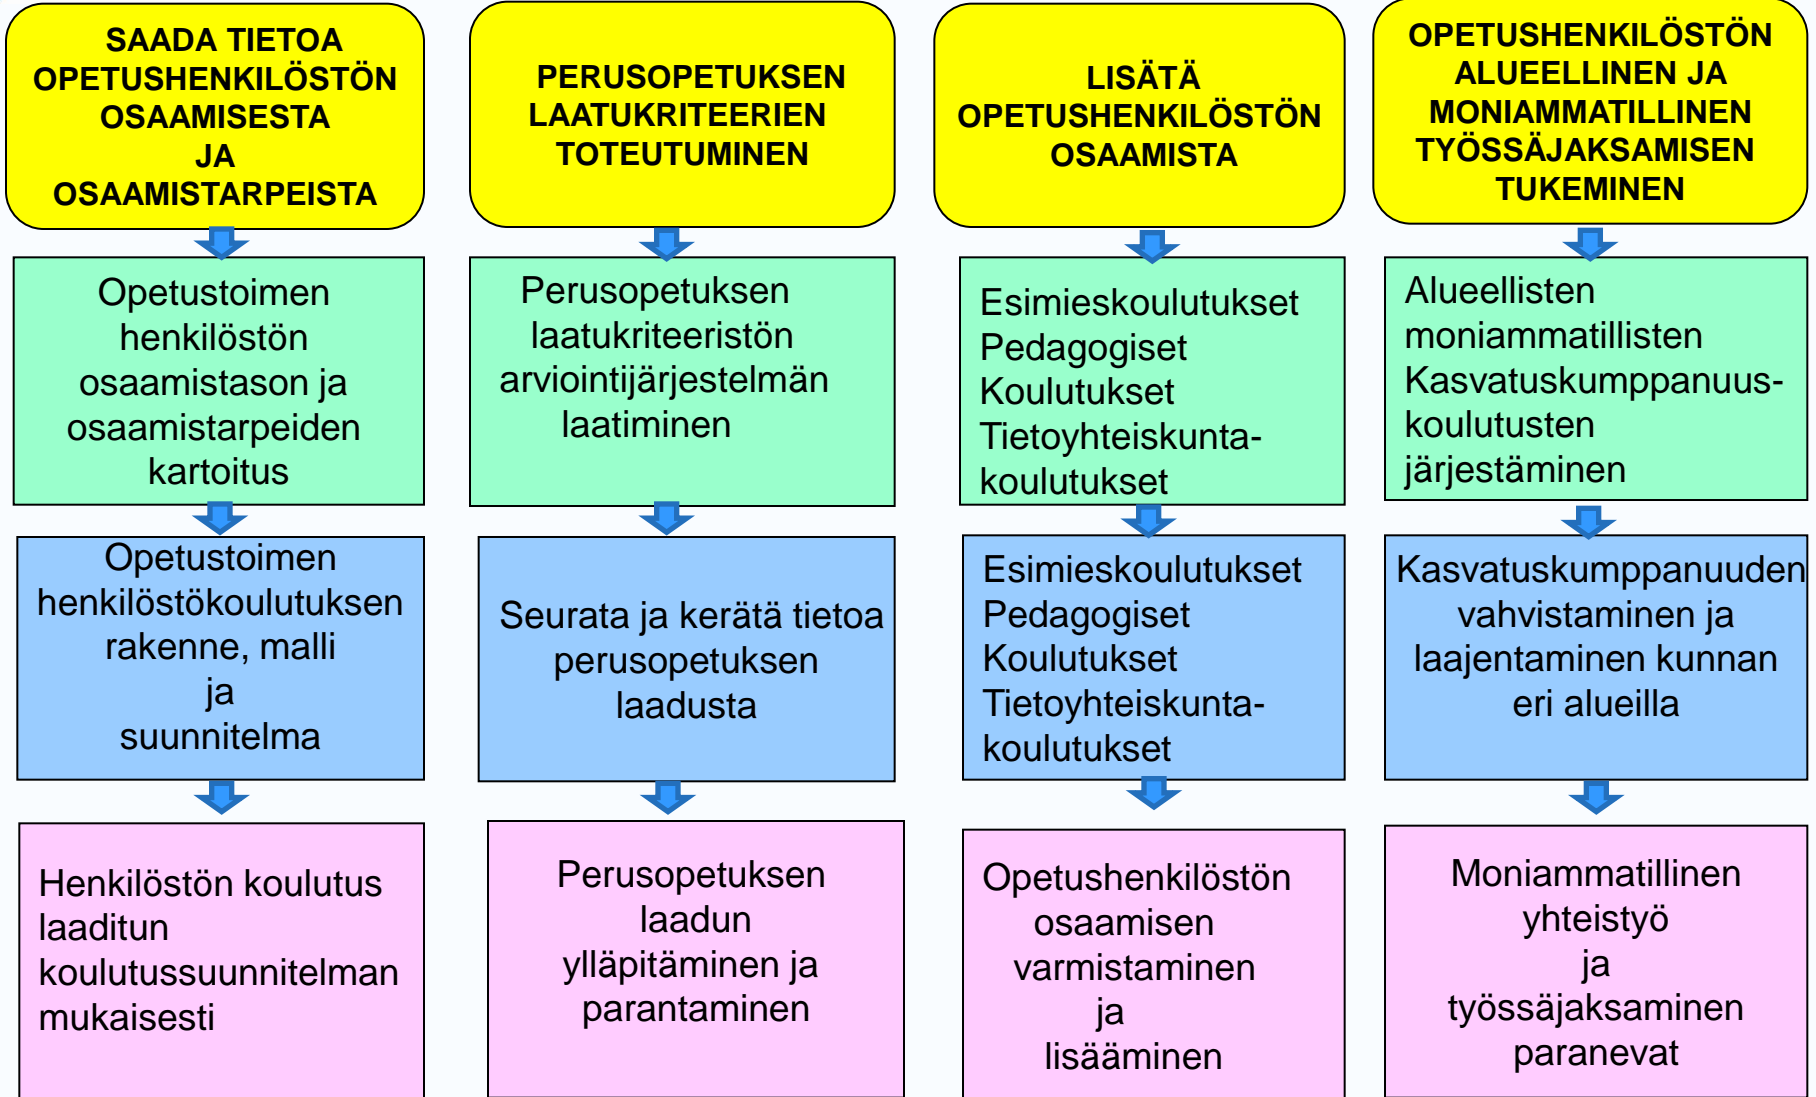 SAADA TIETOA
OPETUSHENKILÖSTÖN
OSAAMISESTA
JA
OSAAMISTARPEISTA
PERUSOPETUKSEN
LAATUKRITEERIEN
TOTEUTUMINEN
LISÄTÄ
OPETUSHENKILÖSTÖN
OSAAMISTA
OPETUSHENKILÖSTÖN
ALUEELLINEN JA
MONIAMMATILLINEN
TYÖSSÄJAKSAMISEN
TUKEMINEN
Opetustoimen
henkilöstön
osaamistason ja
osaamistarpeiden
kartoitus
Perusopetuksen
laatukriteeristön
arviointijärjestelmän
laatiminen
Esimieskoulutukset
Pedagogiset
Koulutukset
Tietoyhteiskunta-
koulutukset
Alueellisten
moniammatillisten
Kasvatuskumppanuus-
koulutusten
järjestäminen
Opetustoimen
henkilöstökoulutuksen
rakenne, malli
ja
suunnitelma
Seurata ja kerätä tietoa
perusopetuksen
laadusta
Esimieskoulutukset
Pedagogiset
Koulutukset
Tietoyhteiskunta-
koulutukset
Kasvatuskumppanuuden
vahvistaminen ja
laajentaminen kunnan
eri alueilla
Henkilöstön koulutus
laaditun
koulutussuunnitelman
mukaisesti
Perusopetuksen
laadun
ylläpitäminen ja
parantaminen
Opetushenkilöstön
osaamisen
varmistaminen
ja
lisääminen
Moniammatillinen
yhteistyö
ja
työssäjaksaminen
paranevat